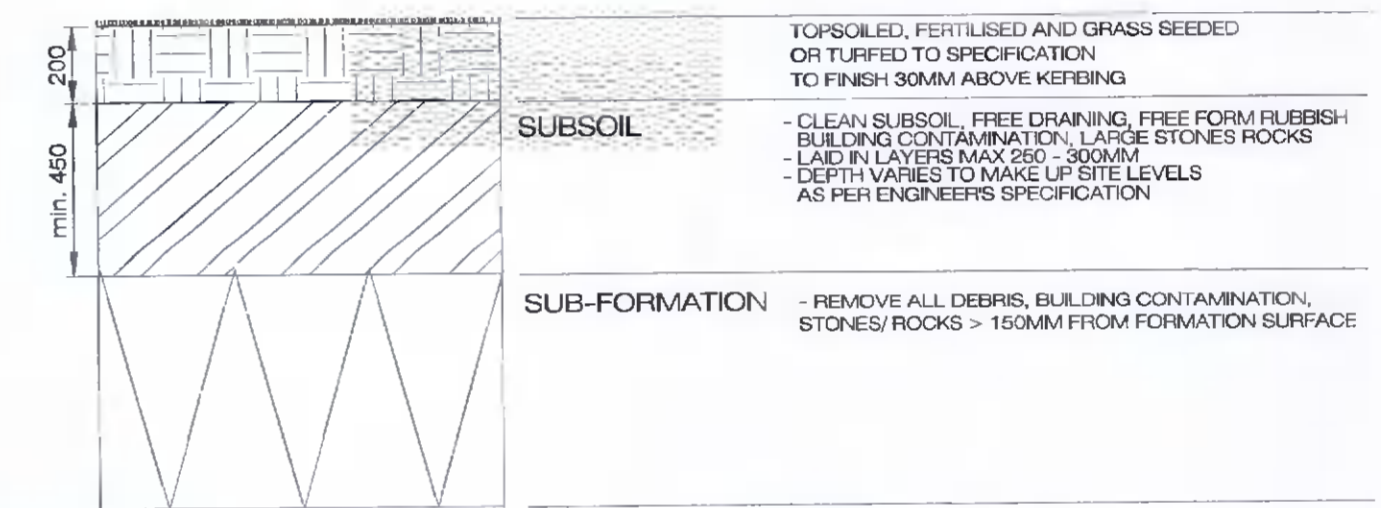 200
TOPSOILED, FERTILISED AND GRASS SEEDED
OR TURFED TO SPECIFICATION
TO FINISH 30MM ABOVE KERBING
min. 450
SUBSOIL
- CLEAN SUBSOIL, FREE DRAINING, FREE FORM RUBBISH
BUILDING CONTAMINATION, LARGE STONES ROCKS
- LAID IN LAYERS MAX 250 - 300MM
- DEPTH VARIES TO MAKE UP SITE LEVELS
AS PER ENGINEER'S SPECIFICATION
SUB-FORMATION
- REMOVE ALL DEBRIS, BUILDING CONTAMINATION,
STONES/ ROCKS > 150MM FROM FORMATION SURFACE